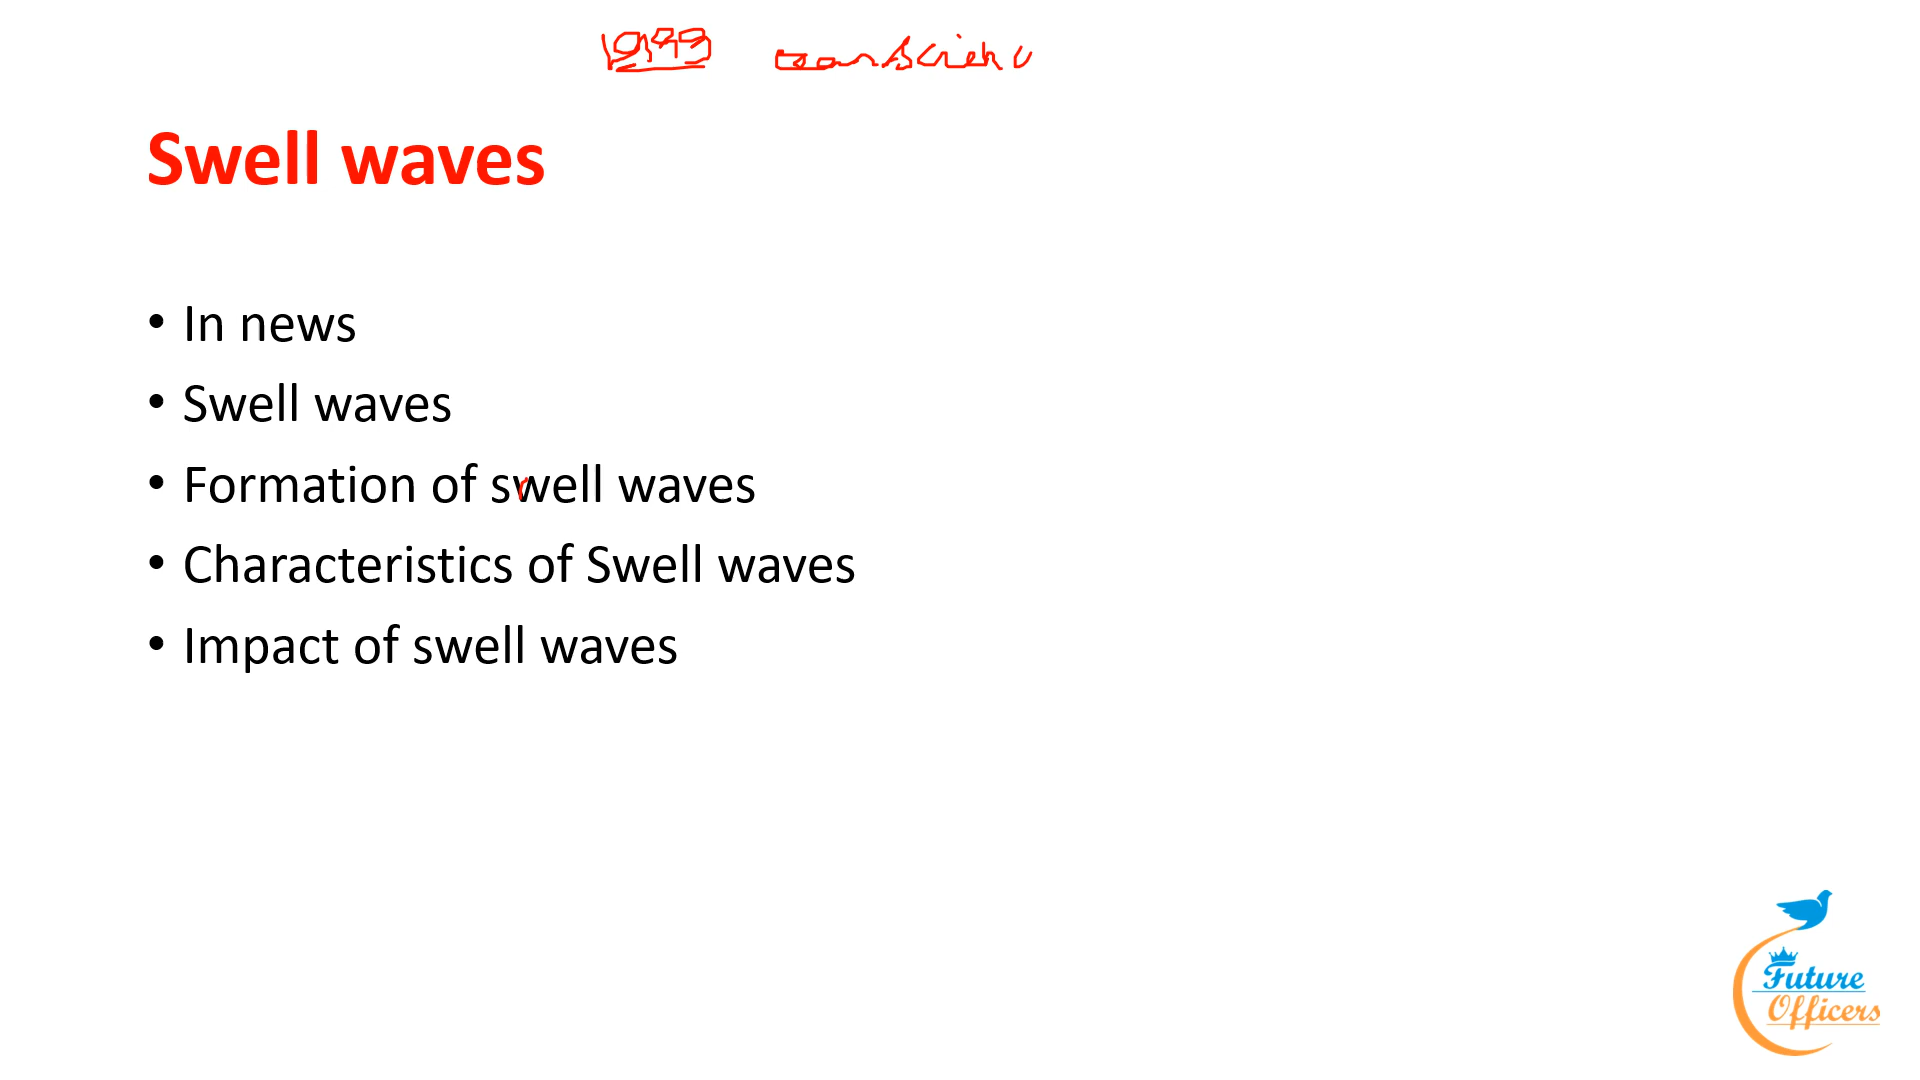 Swell waves
• In news
• Swell waves
• Formation of swell waves
• Characteristics of Swell waves
• Impact of swell waves
Future
Officers